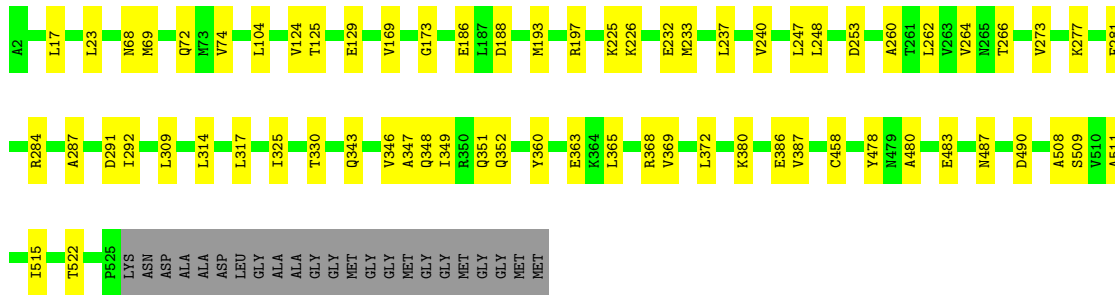 A2 L17 L23 N68 M69 Q72 M73 V74 L104 V124 T125 E129 V169 G173 E186 L187 D188 M193 R197 K225 K226 E232 M233 L237 V240 L247 L248 D253 A260 T261 L262 V263 V264 N265 T266 V273 K277 E281
R284 A287 D291 I292 L309 L314 L317 I325 T330 Q343 V346 A347 Q348 I349 R350 Q351 Q352 Y360 E363 K364 L365 R368 V369 L372 K380 E386 V387 C458 Y478 N479 A480 E483 N487 D490 A508 S509 V510 A511
I515 T522 P525 LYS ASN ASP ALA ALA ASP LEU GLY ALA ALA GLY GLY MET GLY GLY MET GLY GLY MET GLY GLY MET MET